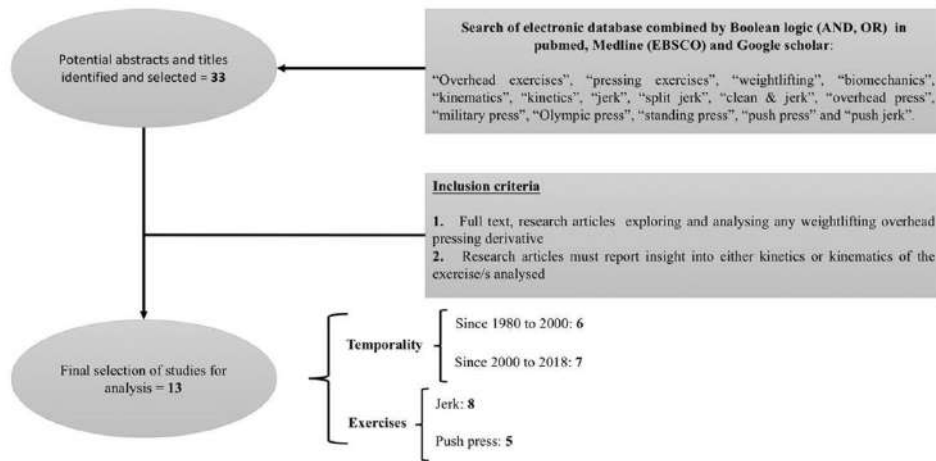 Potential abstracts and titles
identified and selected = 33
Search of electronic database combined by Boolean logic (AND, OR) in
pubmed, Medline (EBSCO) and Google scholar:
“Overhead exercises”, “pressing exercises”, “weightlifting”, “biomechanics”,
“kinematics”, “kinetics”, “jerk”, “split jerk”, “clean & jerk”, “overhead press”,
“military press”, “Olympic press”, “standing press”, “push press” and “push jerk”.
Inclusion criteria
1. Full text, research articles exploring and analysing any weightlifting overhead
pressing derivative
2. Research articles must report insight into either kinetics or kinematics of the
exercise/s analysed
Final selection of studies for
analysis = 13
Temporality
Since 1980 to 2000: 6
Since 2000 to 2018: 7
Exercises
Jerk: 8
Push press: 5